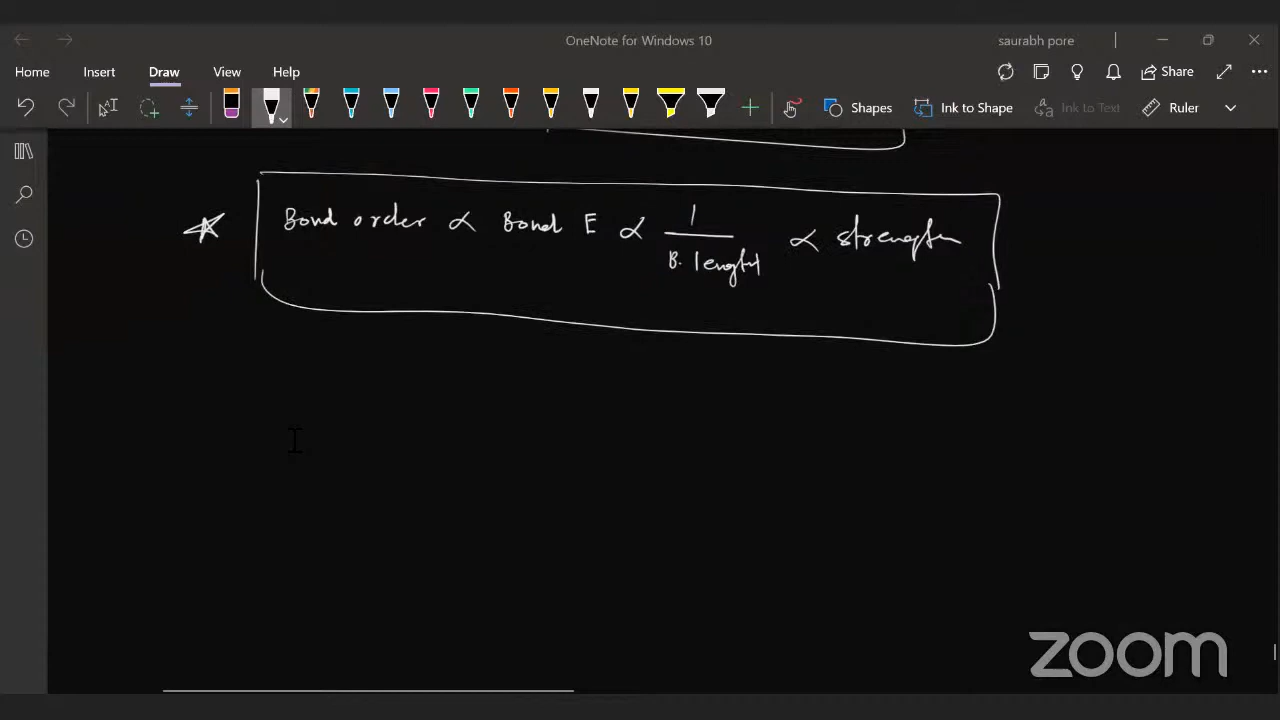 OneNote for Windows 10
saurabh pore
Home Insert Draw View Help
Share
Shapes Ink to Shape Ink to Text Ruler
Bond order ∝ Bond E ∝ 1 / B. length ∝ strength
zoom